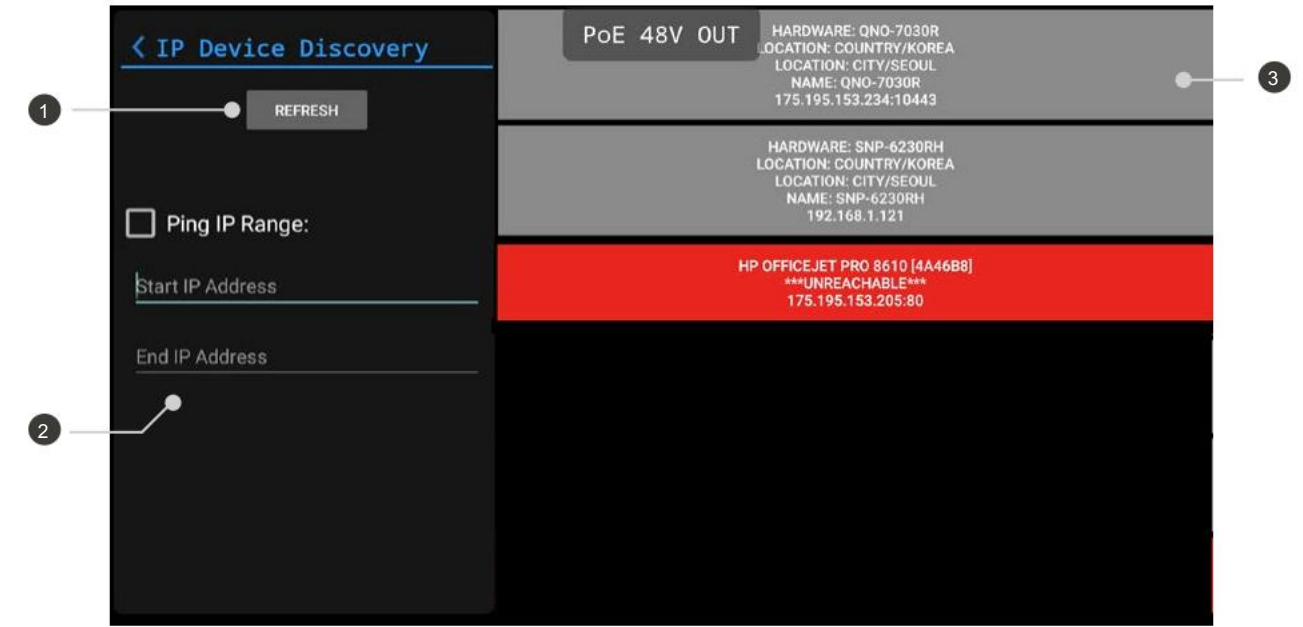 < IP Device Discovery
1
REFRESH
Ping IP Range:
Start IP Address
End IP Address
2
PoE 48V OUT
HARDWARE: QNO-7030R
LOCATION: COUNTRY/KOREA
LOCATION: CITY/SEOUL
NAME: QNO-7030R
175.195.153.234:10443
3
HARDWARE: SNP-6230RH
LOCATION: COUNTRY/KOREA
LOCATION: CITY/SEOUL
NAME: SNP-6230RH
192.168.1.121
HP OFFICEJET PRO 8610 [4A46B8]
***UNREACHABLE***
175.195.153.205:80